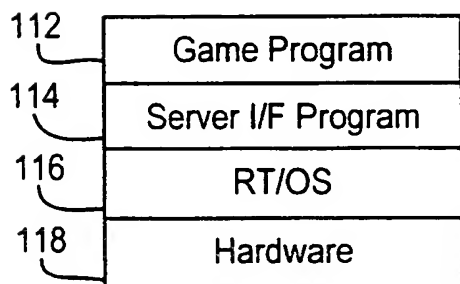 112 Game Program
114 Server I/F Program
116 RT/OS
118 Hardware